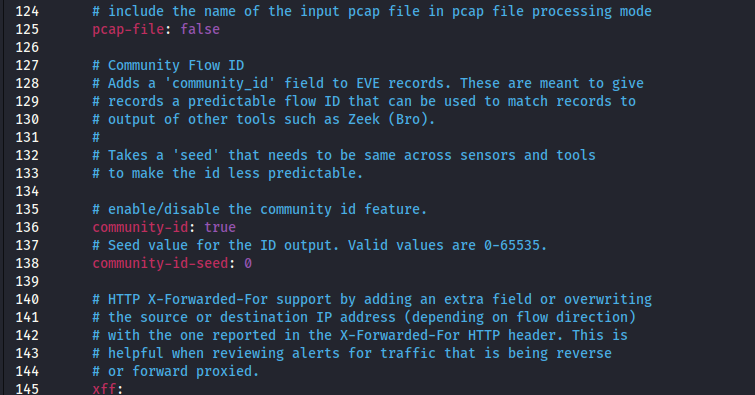 124 # include the name of the input pcap file in pcap file processing mode
125 pcap-file: false
126
127 # Community Flow ID
128 # Adds a 'community_id' field to EVE records. These are meant to give
129 # records a predictable flow ID that can be used to match records to
130 # output of other tools such as Zeek (Bro).
131 #
132 # Takes a 'seed' that needs to be same across sensors and tools
133 # to make the id less predictable.
134
135 # enable/disable the community id feature.
136 community-id: true
137 # Seed value for the ID output. Valid values are 0-65535.
138 community-id-seed: 0
139
140 # HTTP X-Forwarded-For support by adding an extra field or overwriting
141 # the source or destination IP address (depending on flow direction)
142 # with the one reported in the X-Forwarded-For HTTP header. This is
143 # helpful when reviewing alerts for traffic that is being reverse
144 # or forward proxied.
145 xff: